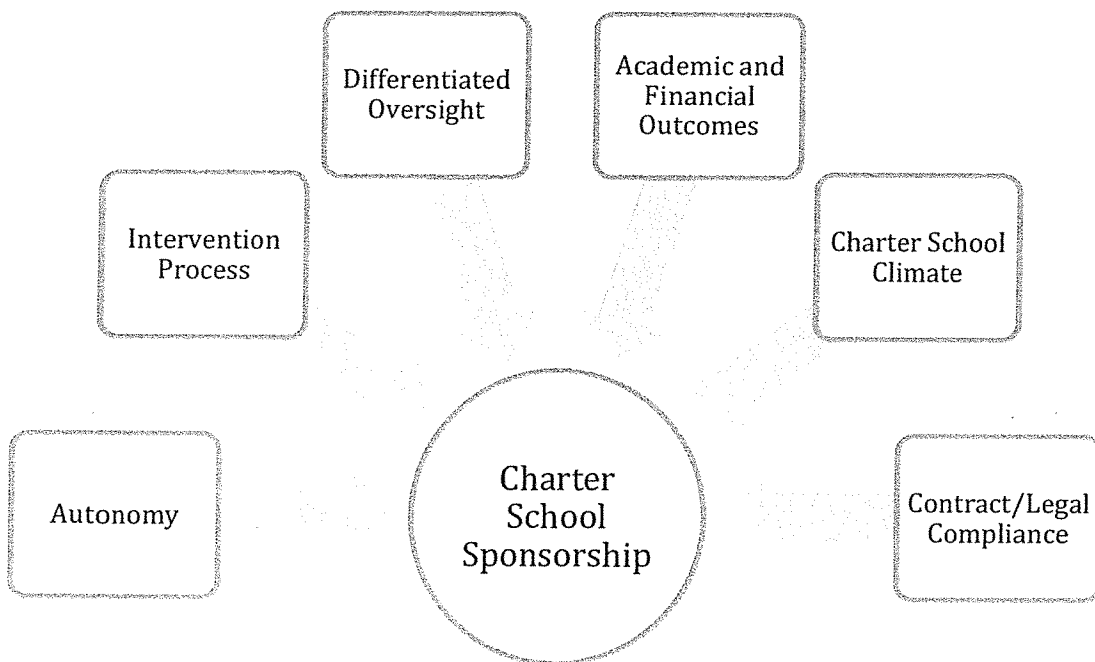 Differentiated
Oversight
Academic and
Financial
Outcomes
Intervention
Process
Charter School
Climate
Autonomy
Charter
School
Sponsorship
Contract/Legal
Compliance